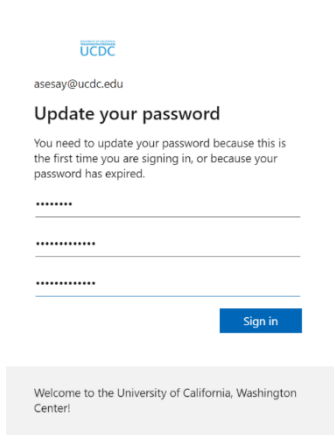 UCDC
asesay@ucdc.edu
Update your password
You need to update your password because this is
the first time you are signing in, or because your
password has expired.
••••••••
•••••••••••••
•••••••••••••
Sign in
Welcome to the University of California, Washington
Center!